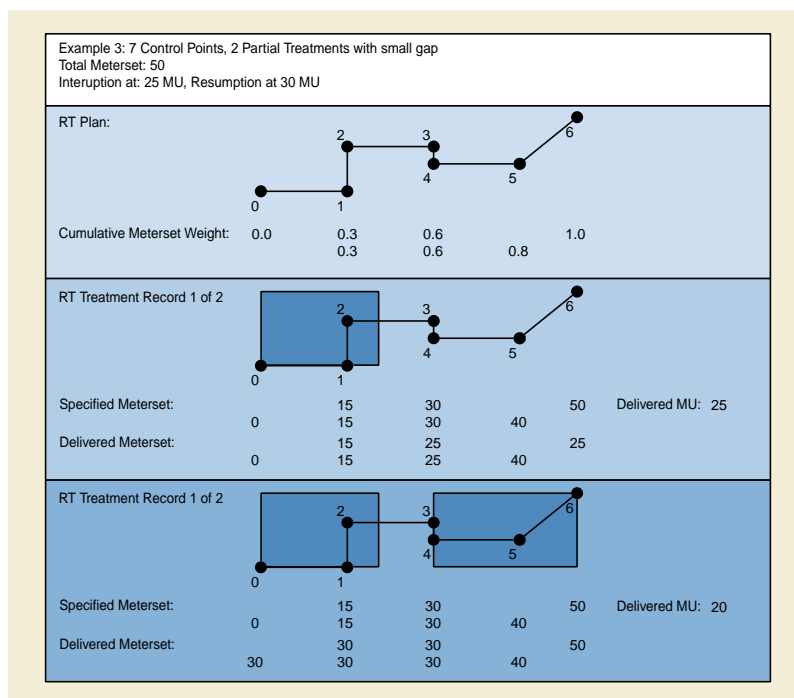 Example 3: 7 Control Points, 2 Partial Treatments with small gap
Total Meterset: 50
Interuption at: 25 MU, Resumption at 30 MU
RT Plan:
2 3 6
4 5
0 1
Cumulative Meterset Weight: 0.0 0.3 0.6 1.0
0.3 0.6 0.8
RT Treatment Record 1 of 2
2 3 6
4 5
0 1
Specified Meterset: 15 30 50 Delivered MU: 25
0 15 30 40
Delivered Meterset: 15 25 25
0 15 25 40
RT Treatment Record 1 of 2
2 3 6
4 5
0 1
Specified Meterset: 15 30 50 Delivered MU: 20
0 15 30 40
Delivered Meterset: 30 30 50
30 30 30 40